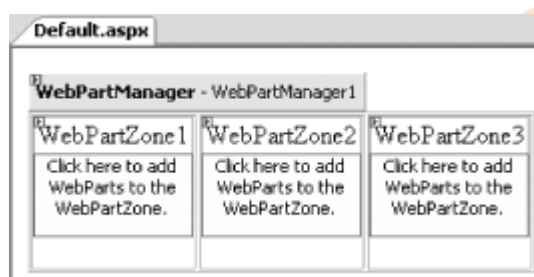 Default.aspx
WebPartManager - WebPartManager1
WebPartZone1 WebPartZone2 WebPartZone3
Click here to add WebParts to the WebPartZone.
Click here to add WebParts to the WebPartZone.
Click here to add WebParts to the WebPartZone.